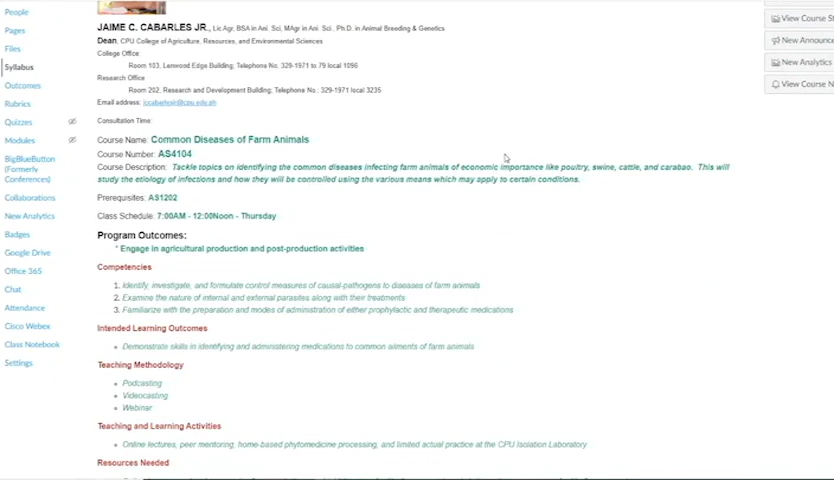 People
Pages
Files
Syllabus
Outcomes
Rubrics
Quizzes
Modules
BigBlueButton
(Formerly
Conferences)
Collaborations
New Analytics
Badges
Google Drive
Office 365
Chat
Attendance
Cisco Webex
Class Notebook
Settings
JAIME C. CABARLES JR., Lic Agr, BSA in Ani. Sci, MAgr in Ani. Sci., Ph.D. in Animal Breeding & Genetics
Dean, CPU College of Agriculture, Resources, and Environmental Sciences
College Office
Room 103, Lenwood Edge Building; Telephone No. 329-1971 to 79 local 1096
Research Office
Room 202, Research and Development Building; Telephone No.: 329-1971 local 3235
Email address:
Consultation Time:
Course Name: Common Diseases of Farm Animals
Course Number: AS4104
Course Description: Tackle topics on identifying the common diseases infecting farm animals of economic importance like poultry, swine, cattle, and carabao. This will
study the etiology of infections and how they will be controlled using the various means which may apply to certain conditions.
Prerequisites: AS1202
Class Schedule: 7:00AM - 12:00Noon - Thursday
Program Outcomes:
* Engage in agricultural production and post-production activities
Competencies
1. Identify, investigate, and formulate control measures of causal-pathogens to diseases of farm animals
2. Examine the nature of internal and external parasites along with their treatments
3. Familiarize with the preparation and modes of administration of either prophylactic and therapeutic medications
Intended Learning Outcomes
• Demonstrate skills in identifying and administering medications to common ailments of farm animals
Teaching Methodology
• Podcasting
• Videocasting
• Webinar
Teaching and Learning Activities
• Online lectures, peer mentoring, home-based phytomedicine processing, and limited actual practice at the CPU Isolation Laboratory
Resources Needed
View Course St
New Announce
New Analytics
View Course N